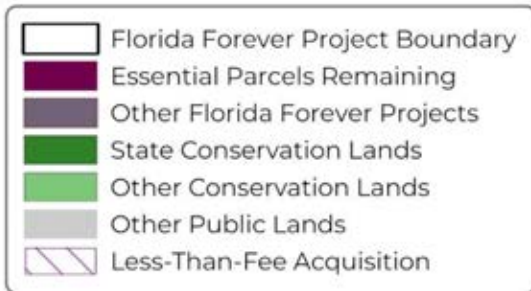 Florida Forever Project Boundary
Essential Parcels Remaining
Other Florida Forever Projects
State Conservation Lands
Other Conservation Lands
Other Public Lands
Less-Than-Fee Acquisition